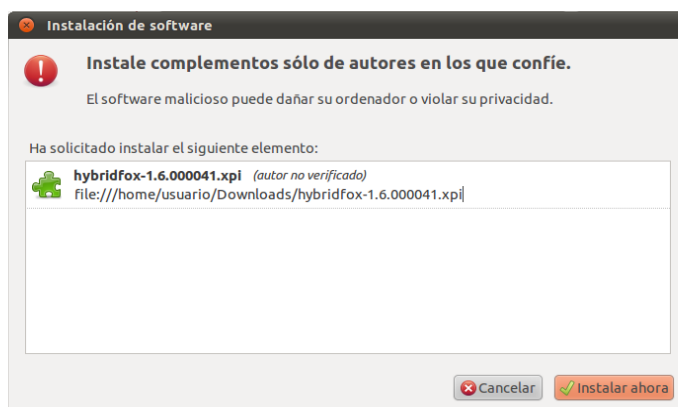 Instalación de software
Instale complementos sólo de autores en los que confíe.
El software malicioso puede dañar su ordenador o violar su privacidad.
Ha solicitado instalar el siguiente elemento:
hybridfox-1.6.000041.xpi (autor no verificado)
file:///home/usuario/Downloads/hybridfox-1.6.000041.xpi
Cancelar Instalar ahora